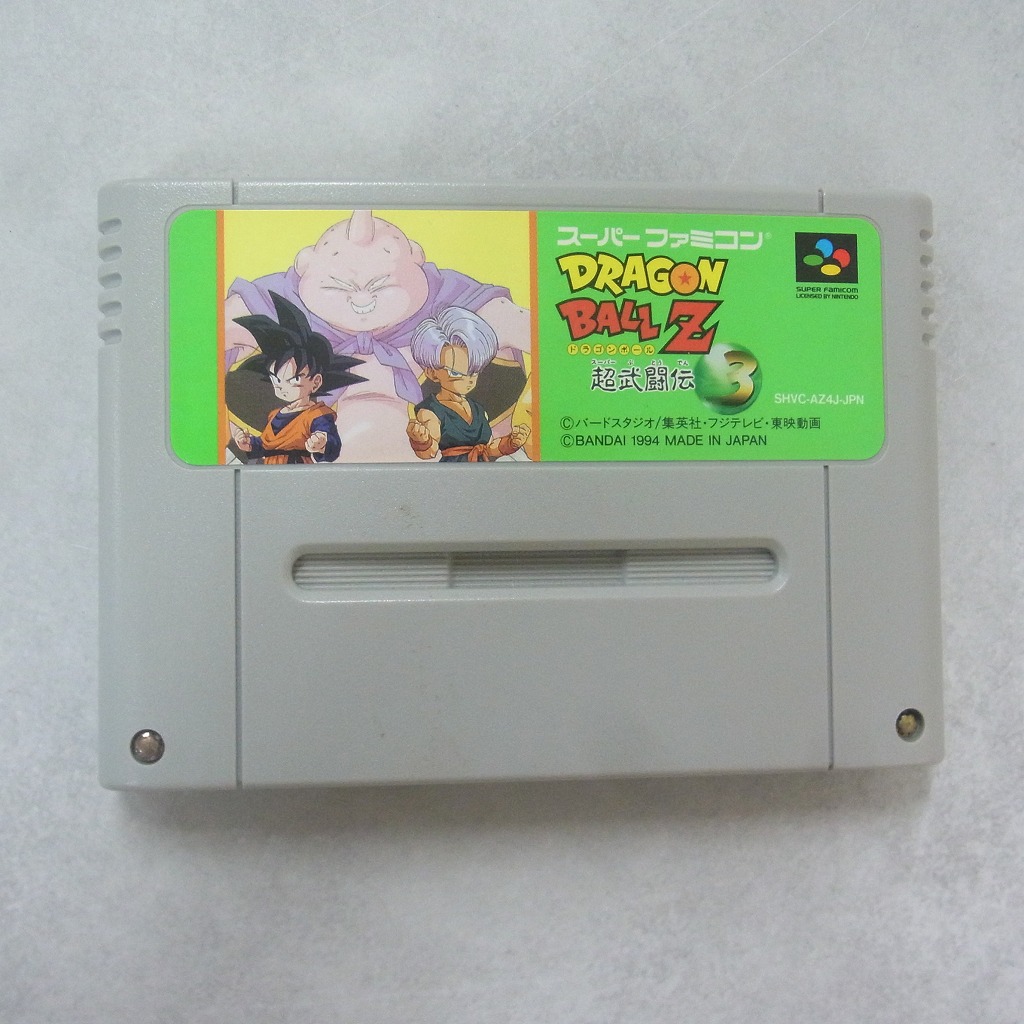 スーパーファミコン®
DRAGON
BALL Z
ドラゴンボール
スーパー ぶ とう でん
超武闘伝 3
SUPER FAMICOM
LICENSED BY NINTENDO
SHVC-AZ4J-JPN
©バードスタジオ/集英社・フジテレビ・東映動画
©BANDAI 1994 MADE IN JAPAN